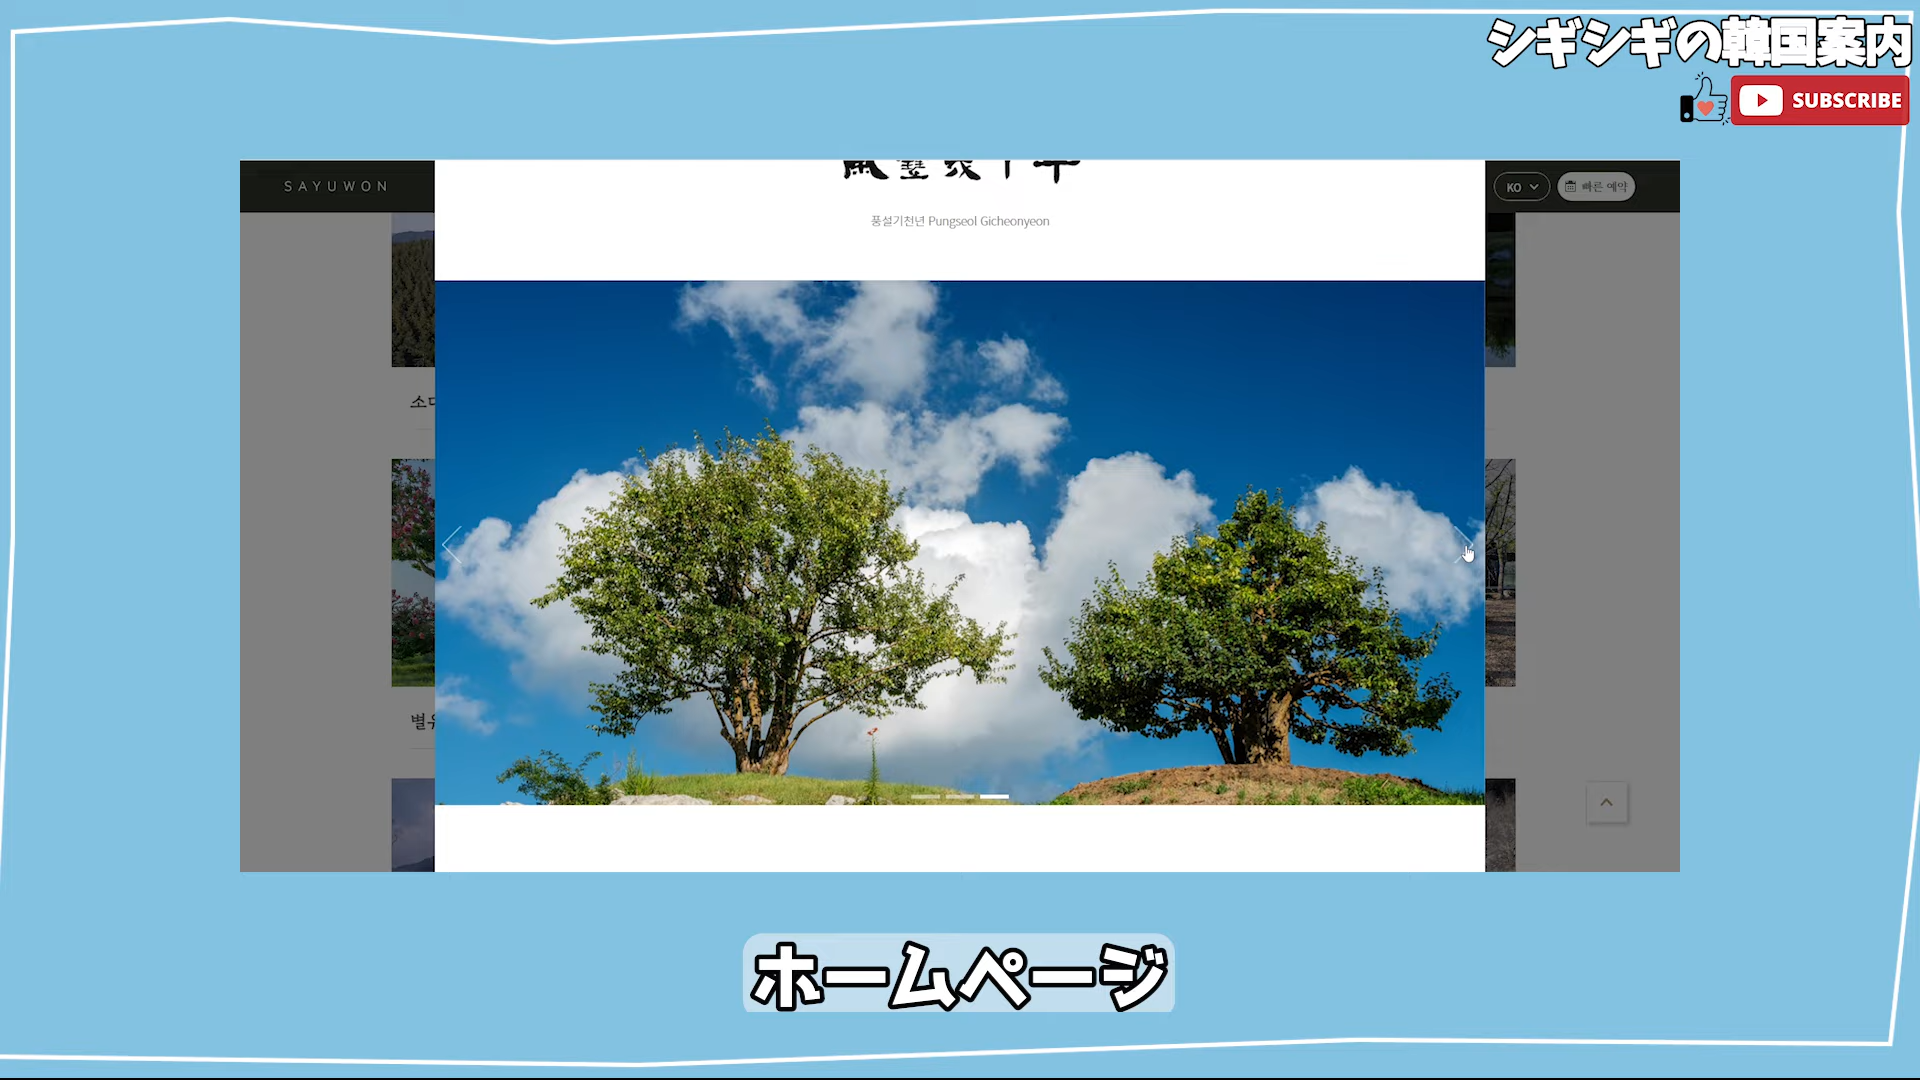 シギシギの韓国案内
SUBSCRIBE
SAYUWON
KO
빠른 예약
풍설기천년 Pungseol Gicheonyeon
ホームページ